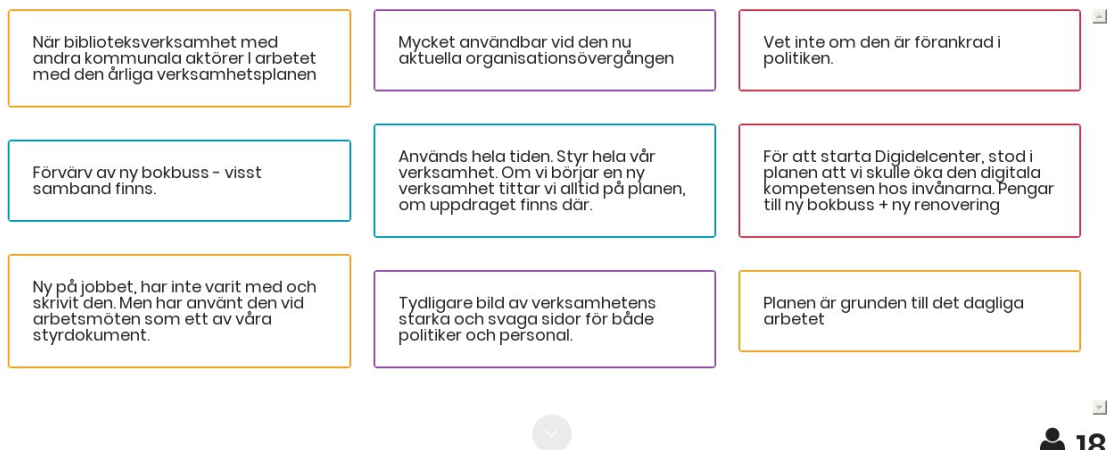 När biblioteksverksamhet med
andra kommunala aktörer I arbetet
med den årliga verksamhetsplanen
Förvärv av ny bokbuss - visst
samband finns.
Ny på jobbet, har inte varit med och
skrivit den. Men har använt den vid
arbetsmöten som ett av våra
styrdokument.
Mycket användbar vid den nu
aktuella organisationsövergången
Används hela tiden. Styr hela vår
verksamhet. Om vi börjar en ny
verksamhet tittar vi alltid på planen,
om uppdraget finns där.
Tydligare bild av verksamhetens
starka och svaga sidor för både
politiker och personal.
Vet inte om den är förankrad i
politiken.
För att starta Digidelcenter, stod i
planen att vi skulle öka den digitala
kompetensen hos invånarna. Pengar
till ny bokbuss + ny renovering
Planen är grunden till det dagliga
arbetet
18